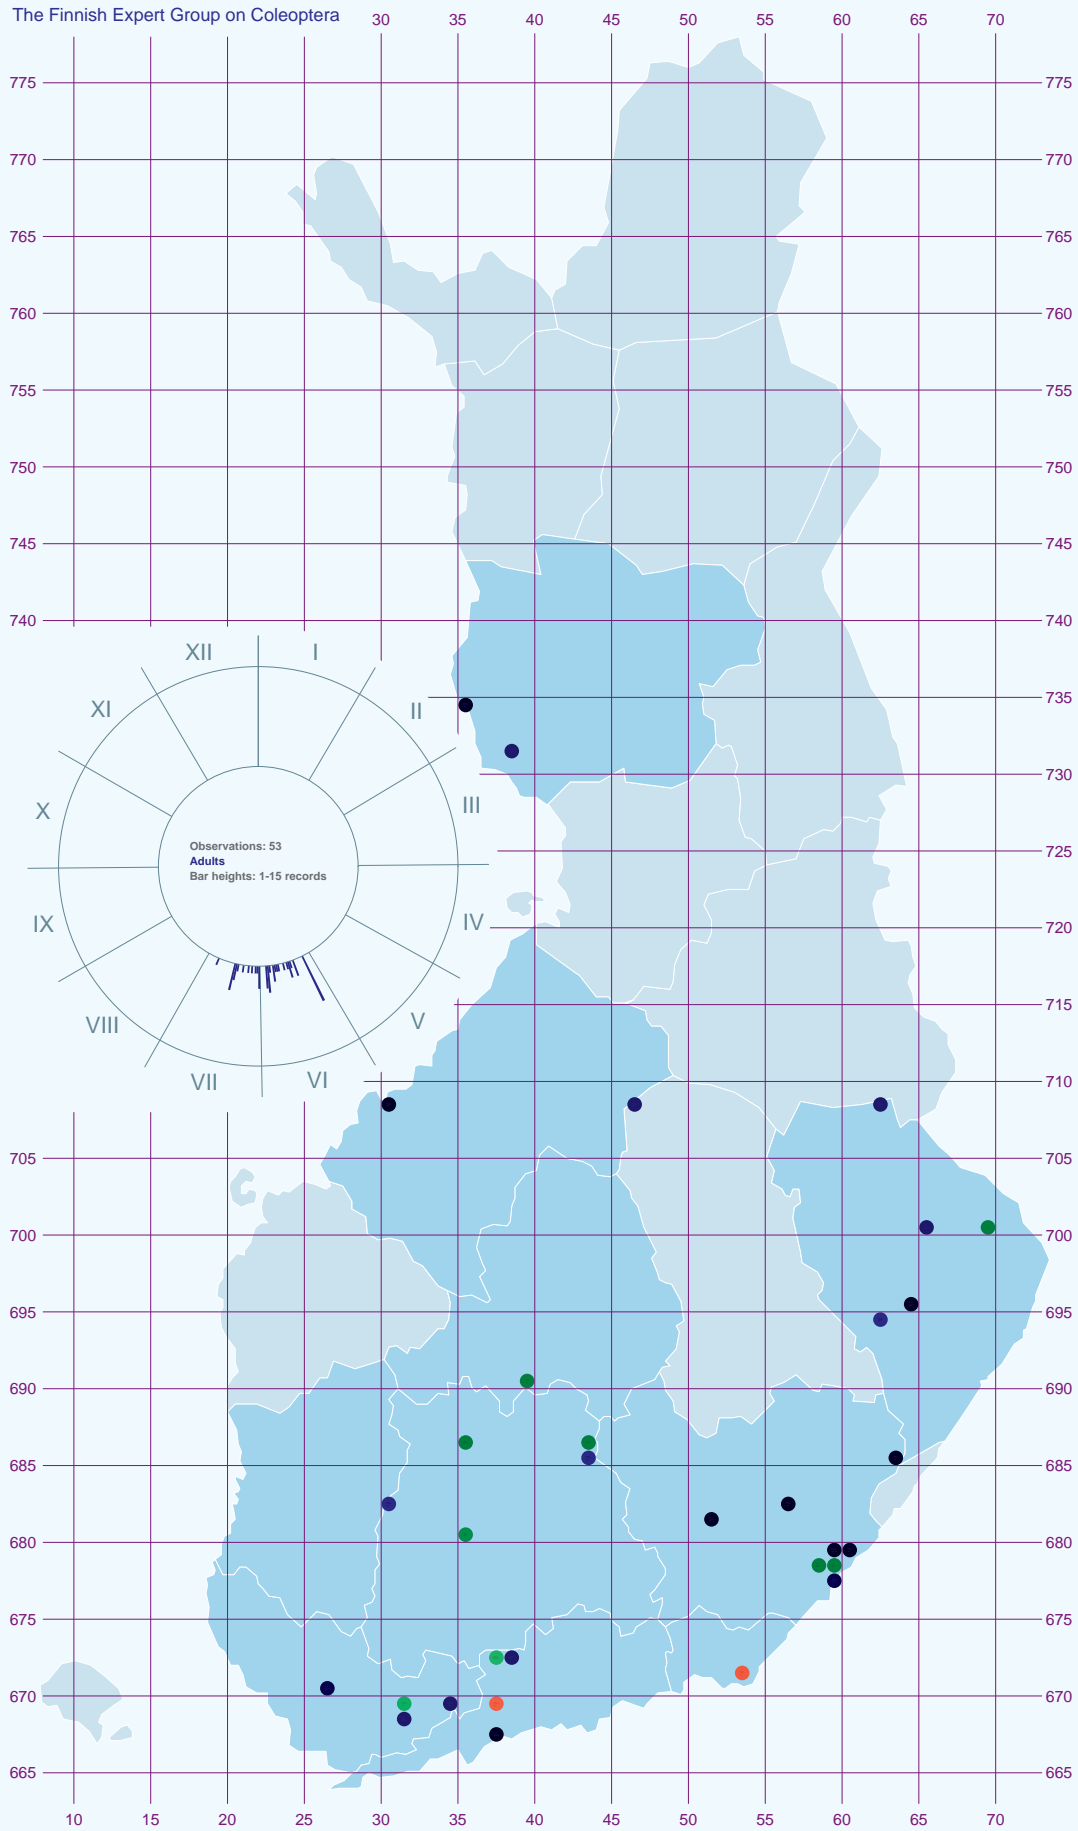 The Finnish Expert Group on Coleoptera
30 35 40 45 50 55 60 65 70
775 775
770 770
765 765
760 760
755 755
750 750
745 745
740 740
XII I
XI II
735
730
X III
Observations: 53
Adults
Bar heights: 1-15 records
725
IX IV
720
715
VIII V
VII VI
710
705 705
700 700
695 695
690 690
685 685
680 680
675 675
670 670
665 665
10 15 20 25 30 35 40 45 50 55 60 65 70